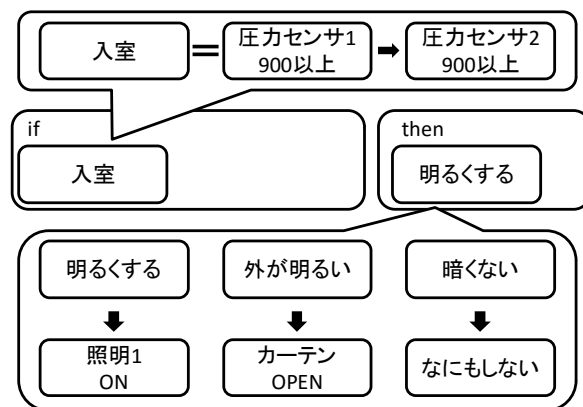 入室
圧力センサ1
900以上
圧力センサ2
900以上
if
入室
then
明るくする
明るくする
外が明るい
暗くない
照明1
ON
カーテン
OPEN
なにもしない